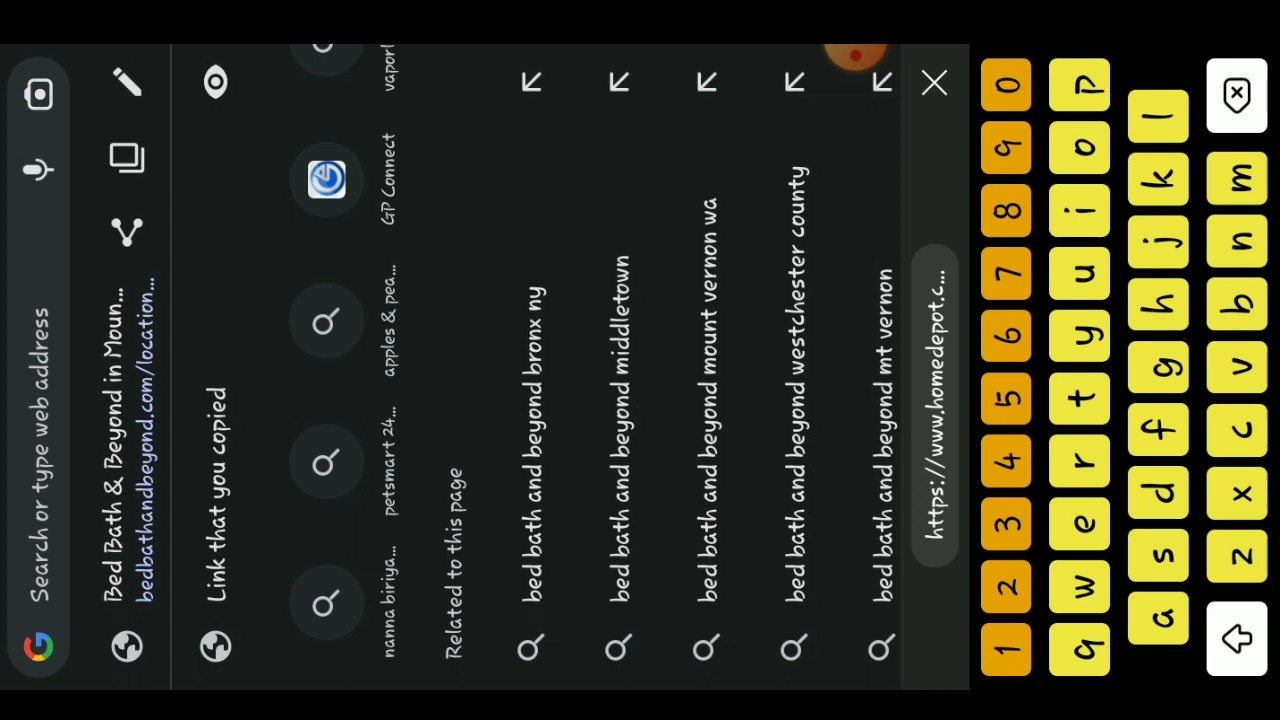 Search or type web address
Bed Bath & Beyond in Moun...
bedbathandbeyond.com/location...
Link that you copied
nanna biriya... petsmart 24... apples & pea... GP Connect vaporl
Related to this page
bed bath and beyond bronx ny
bed bath and beyond middletown
bed bath and beyond mount vernon wa
bed bath and beyond westchester county
bed bath and beyond mt vernon
https://www.homedepot.c...
1 2 3 4 5 6 7 8 9 0
q w e r t y u i o p
a s d f g h j k l
z x c v b n m